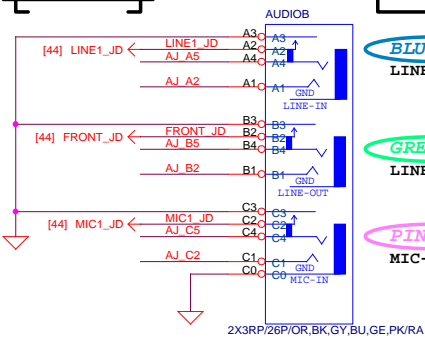 AUDIOB
A3 A3
[44] LINE1_JD LINE1_JD A2 A2
AJ_A5 A4 A4
AJ_A2 A1 A1
GND
LINE-IN
BLU
LINE
B3 B3
[44] FRONT_JD FRONT_JD B2 B2
AJ_B5 B4 B4
AJ_B2 B1 B1
GND
LINE-OUT
GRE
LINE
C3 C3
[44] MIC1_JD MIC1_JD C2 C2
AJ_C5 C4 C4
AJ_C2 C1 C1
C0 C0 GND
MIC-IN
PIN
MIC-
2X3RP/26P/OR,BK,GY,BU,GE,PK/RA